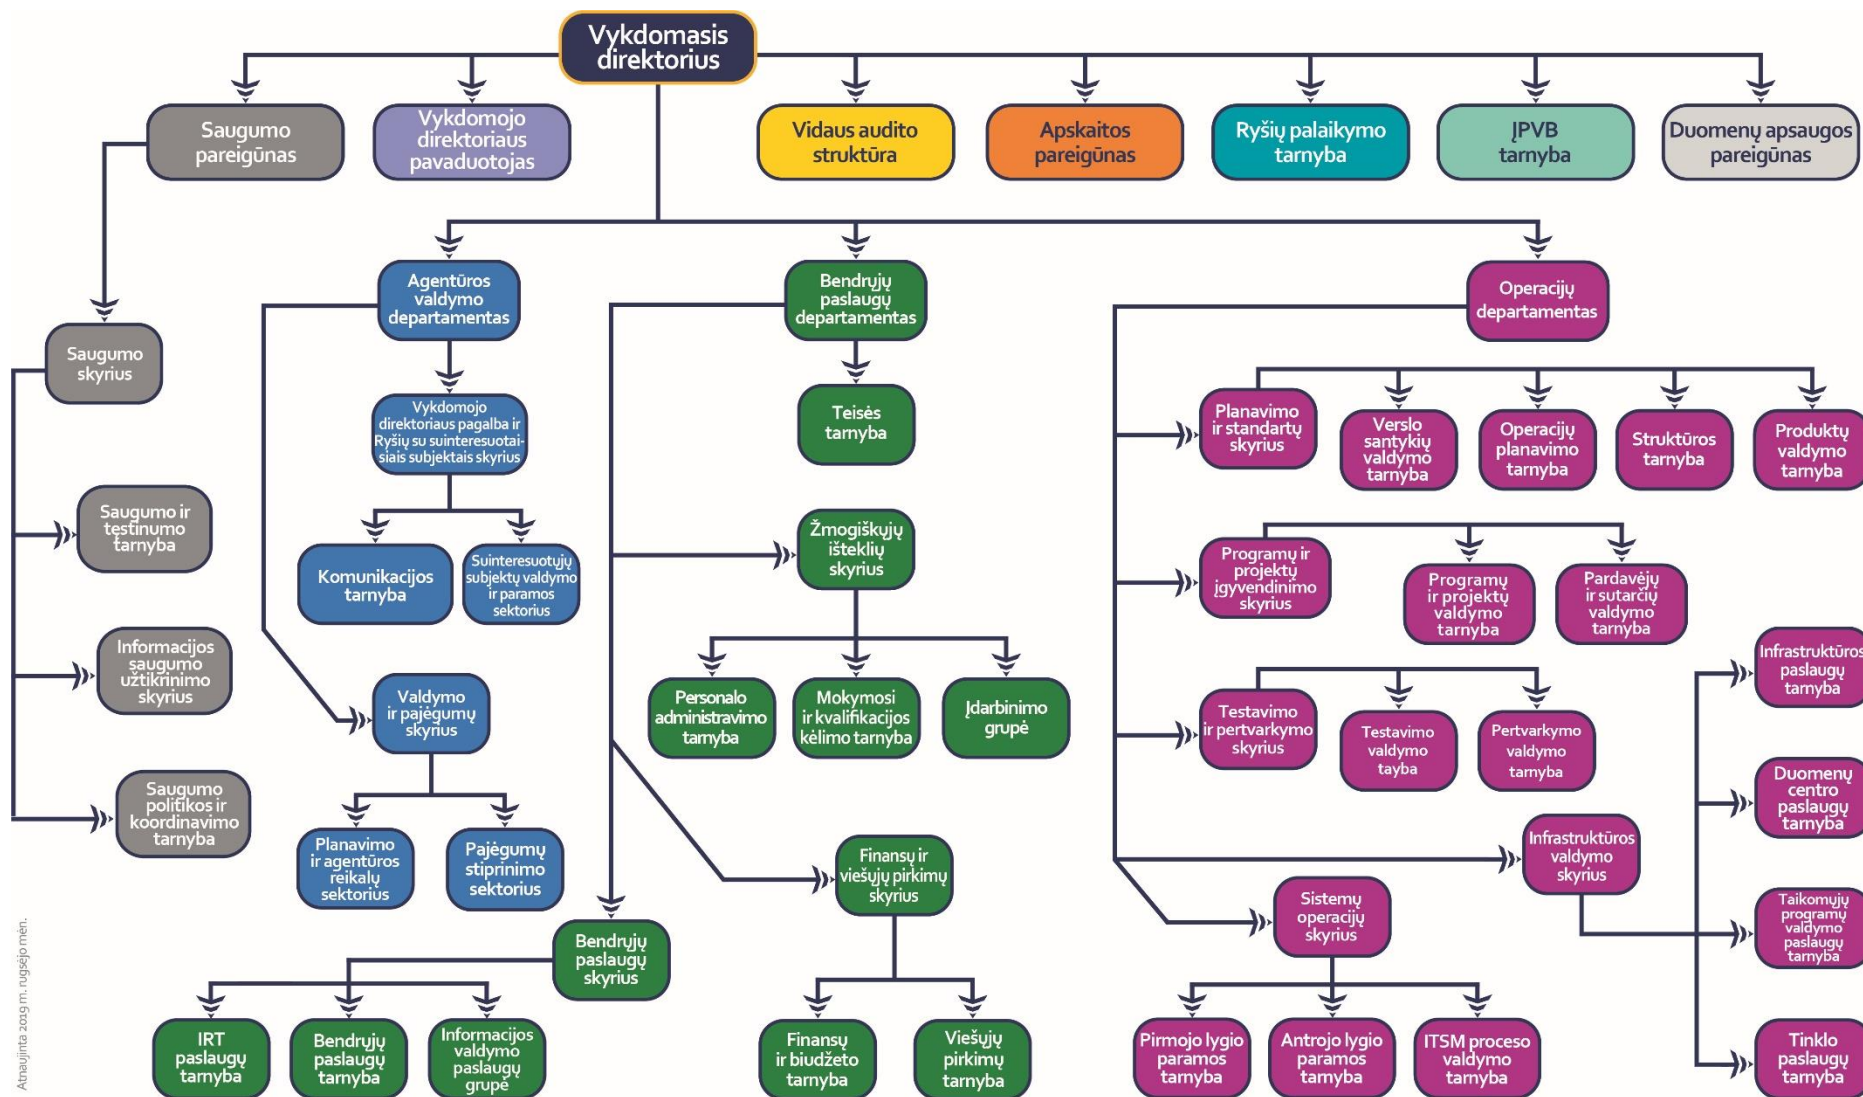 Vykdomasis
direktorius
Saugumo
pareigūnas
Vykdomojo
direktoriaus
pavaduotojas
Vidaus audito
struktūra
Apskaitos
pareigūnas
Ryšių palaikymo
tarnyba
ĮPVB
tarnyba
Duomenų apsaugos
pareigūnas
Agentūros
valdymo
departamentas
Bendrųjų
paslaugų
departamentas
Operacijų
departamentas
Saugumo
skyrius
Saugumo ir
tęstinumo
tarnyba
Informacijos
saugumo
užtikrinimo
skyrius
Saugumo
politikos ir
koordinavimo
tarnyba
Vykdomojo
direktoriaus pagalba ir
Ryšių su suinteresuotai-
siais subjektais skyrius
Komunikacijos
tarnyba
Suinteresuotųjų
subjektų valdymo
ir paramos
sektorius
Valdymo
ir pajėgumų
skyrius
Planavimo
ir agentūros
reikalų
sektorius
Pajėgumų
stiprinimo
sektorius
Teisės
tarnyba
Žmogiškųjų
išteklių
skyrius
Personalo
administravimo
tarnyba
Mokymosi
ir kvalifikacijos
kėlimo tarnyba
Įdarbinimo
grupė
Finansų ir
viešųjų pirkimų
skyrius
Finansų
ir biudžeto
tarnyba
Viešųjų
pirkimų
tarnyba
Bendrųjų
paslaugų
skyrius
IRT
paslaugų
tarnyba
Bendrųjų
paslaugų
tarnyba
Informacijos
valdymo
paslaugų
grupė
Planavimo
ir standartų
skyrius
Verslo
santykių
valdymo
tarnyba
Operacijų
planavimo
tarnyba
Struktūros
tarnyba
Produktų
valdymo
tarnyba
Programų ir
projektų
įgyvendinimo
skyrius
Programų
ir projektų
valdymo
tarnyba
Pardavėjų
ir sutarčių
valdymo
tarnyba
Testavimo
ir pertvarkymo
skyrius
Testavimo
valdymo
tayba
Pertvarkymo
valdymo
tarnyba
Infrastruktūros
valdymo
skyrius
Infrastruktūros
paslaugų
tarnyba
Duomenų
centro
paslaugų
tarnyba
Taikomųjų
programų
valdymo
paslaugų
tarnyba
Tinklo
paslaugų
tarnyba
Sistemų
operacijų
skyrius
Pirmojo lygio
paramos
tarnyba
Antrojo lygio
paramos
tarnyba
ITSM proceso
valdymo
tarnyba
Atnaujinta 2019 m. rugsėjo mėn.